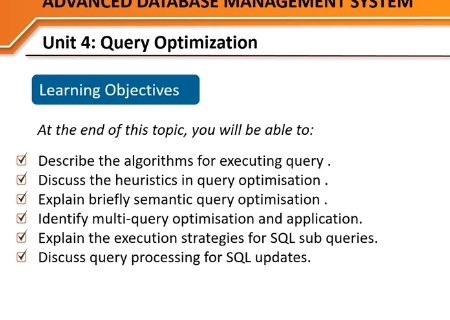 ADVANCED DATABASE MANAGEMENT SYSTEM
Unit 4: Query Optimization
Learning Objectives
At the end of this topic, you will be able to:
Describe the algorithms for executing query .
Discuss the heuristics in query optimisation .
Explain briefly semantic query optimisation .
Identify multi-query optimisation and application.
Explain the execution strategies for SQL sub queries.
Discuss query processing for SQL updates.